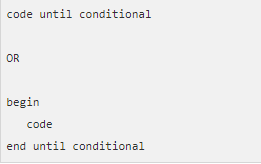 code until conditional
OR
begin
   code
end until conditional